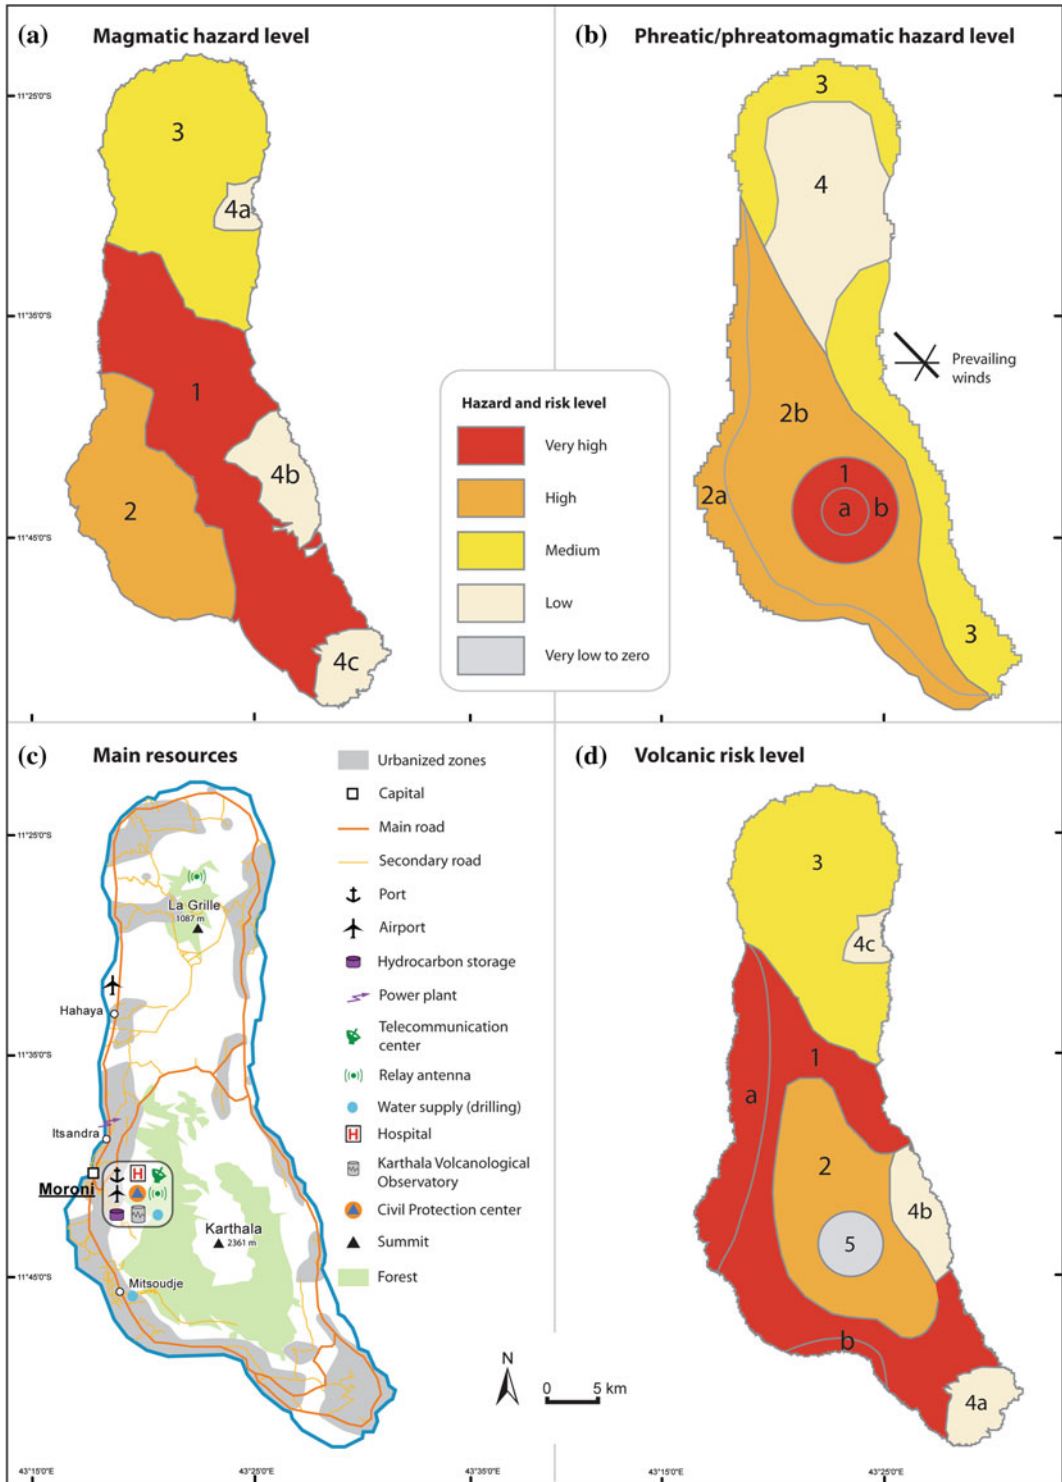 (a) Magmatic hazard level
11°25'0"S
11°35'0"S
11°45'0"S
3
4a
1
4b
2
4c
(b) Phreatic/phreatomagmatic hazard level
3
4
Prevailing
winds
2b
1
2a
a
b
3
Hazard and risk level
Very high
High
Medium
Low
Very low to zero
(c) Main resources
11°25'0"S
11°35'0"S
11°45'0"S
La Grille
1087 m
Hahaya
Itsandra
Moroni
H
Karthala
2361 m
Mitsoudje
Urbanized zones
Capital
Main road
Secondary road
Port
Airport
Hydrocarbon storage
Power plant
Telecommunication
center
Relay antenna
Water supply (drilling)
H Hospital
Karthala Volcanological
Observatory
Civil Protection center
Summit
Forest
N
0 5 km
43°15'0"E
43°25'0"E
43°35'0"E
(d) Volcanic risk level
3
4c
1
a
2
4b
5
b
4a
43°15'0"E
43°25'0"E